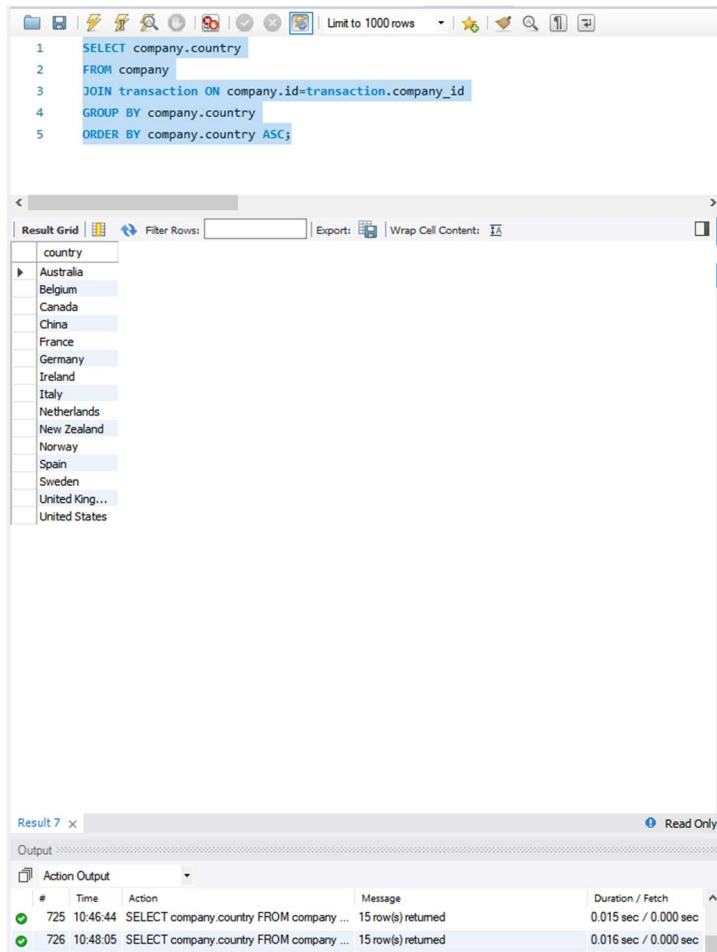 Limit to 1000 rows
1 SELECT company.country
2 FROM company
3 JOIN transaction ON company.id=transaction.company_id
4 GROUP BY company.country
5 ORDER BY company.country ASC;
Result Grid Filter Rows: Export: Wrap Cell Content: IA
country
Australia
Belgium
Canada
China
France
Germany
Ireland
Italy
Netherlands
New Zealand
Norway
Spain
Sweden
United King...
United States
Result 7 × Read Only
Output
Action Output
# Time Action Message Duration / Fetch
725 10:46:44 SELECT company.country FROM company ... 15 row(s) returned 0.015 sec / 0.000 sec
726 10:48:05 SELECT company.country FROM company ... 15 row(s) returned 0.016 sec / 0.000 sec